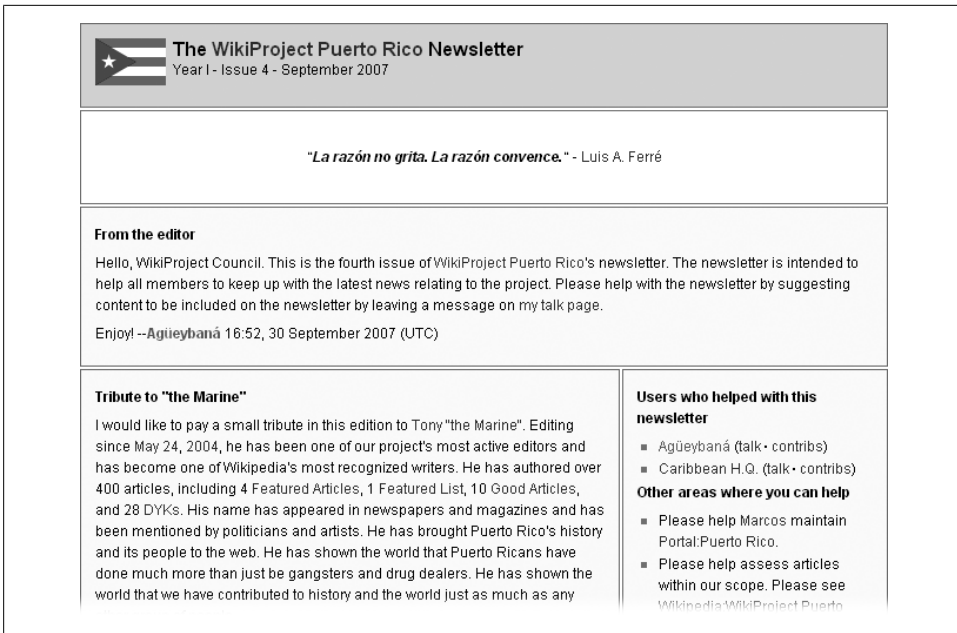 The WikiProject Puerto Rico Newsletter
Year I - Issue 4 - September 2007
"La razón no grita. La razón convence." - Luis A. Ferré
From the editor
Hello, WikiProject Council. This is the fourth issue of WikiProject Puerto Rico's newsletter. The newsletter is intended to
help all members to keep up with the latest news relating to the project. Please help with the newsletter by suggesting
content to be included on the newsletter by leaving a message on my talk page.
Enjoy! --Agüeybaná 16:52, 30 September 2007 (UTC)
Tribute to "the Marine"
I would like to pay a small tribute in this edition to Tony "the Marine". Editing
since May 24, 2004, he has been one of our project's most active editors and
has become one of Wikipedia's most recognized writers. He has authored over
400 articles, including 4 Featured Articles, 1 Featured List, 10 Good Articles,
and 28 DYKs. His name has appeared in newspapers and magazines and has
been mentioned by politicians and artists. He has brought Puerto Rico's history
and its people to the web. He has shown the world that Puerto Ricans have
done much more than just be gangsters and drug dealers. He has shown the
world that we have contributed to history and the world just as much as any
Users who helped with this
newsletter
Agüeybaná (talk • contribs)
Caribbean H.Q. (talk • contribs)
Other areas where you can help
Please help Marcos maintain
Portal:Puerto Rico.
Please help assess articles
within our scope. Please see
Wikipedia:WikiProject Puerto